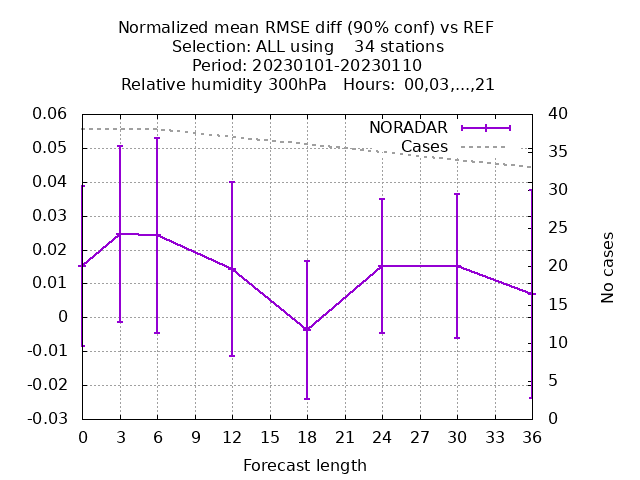 Normalized mean RMSE diff (90% conf) vs REF
Selection: ALL using    34 stations
Period: 20230101-20230110
Relative humidity 300hPa   Hours: 00,03,...,21
0.06
0.05
0.04
0.03
0.02
0.01
0
-0.01
-0.02
-0.03
NORADAR
Cases
40
35
30
25
20
15
10
5
0
No cases
0 3 6 9 12 15 18 21 24 27 30 33 36
Forecast length